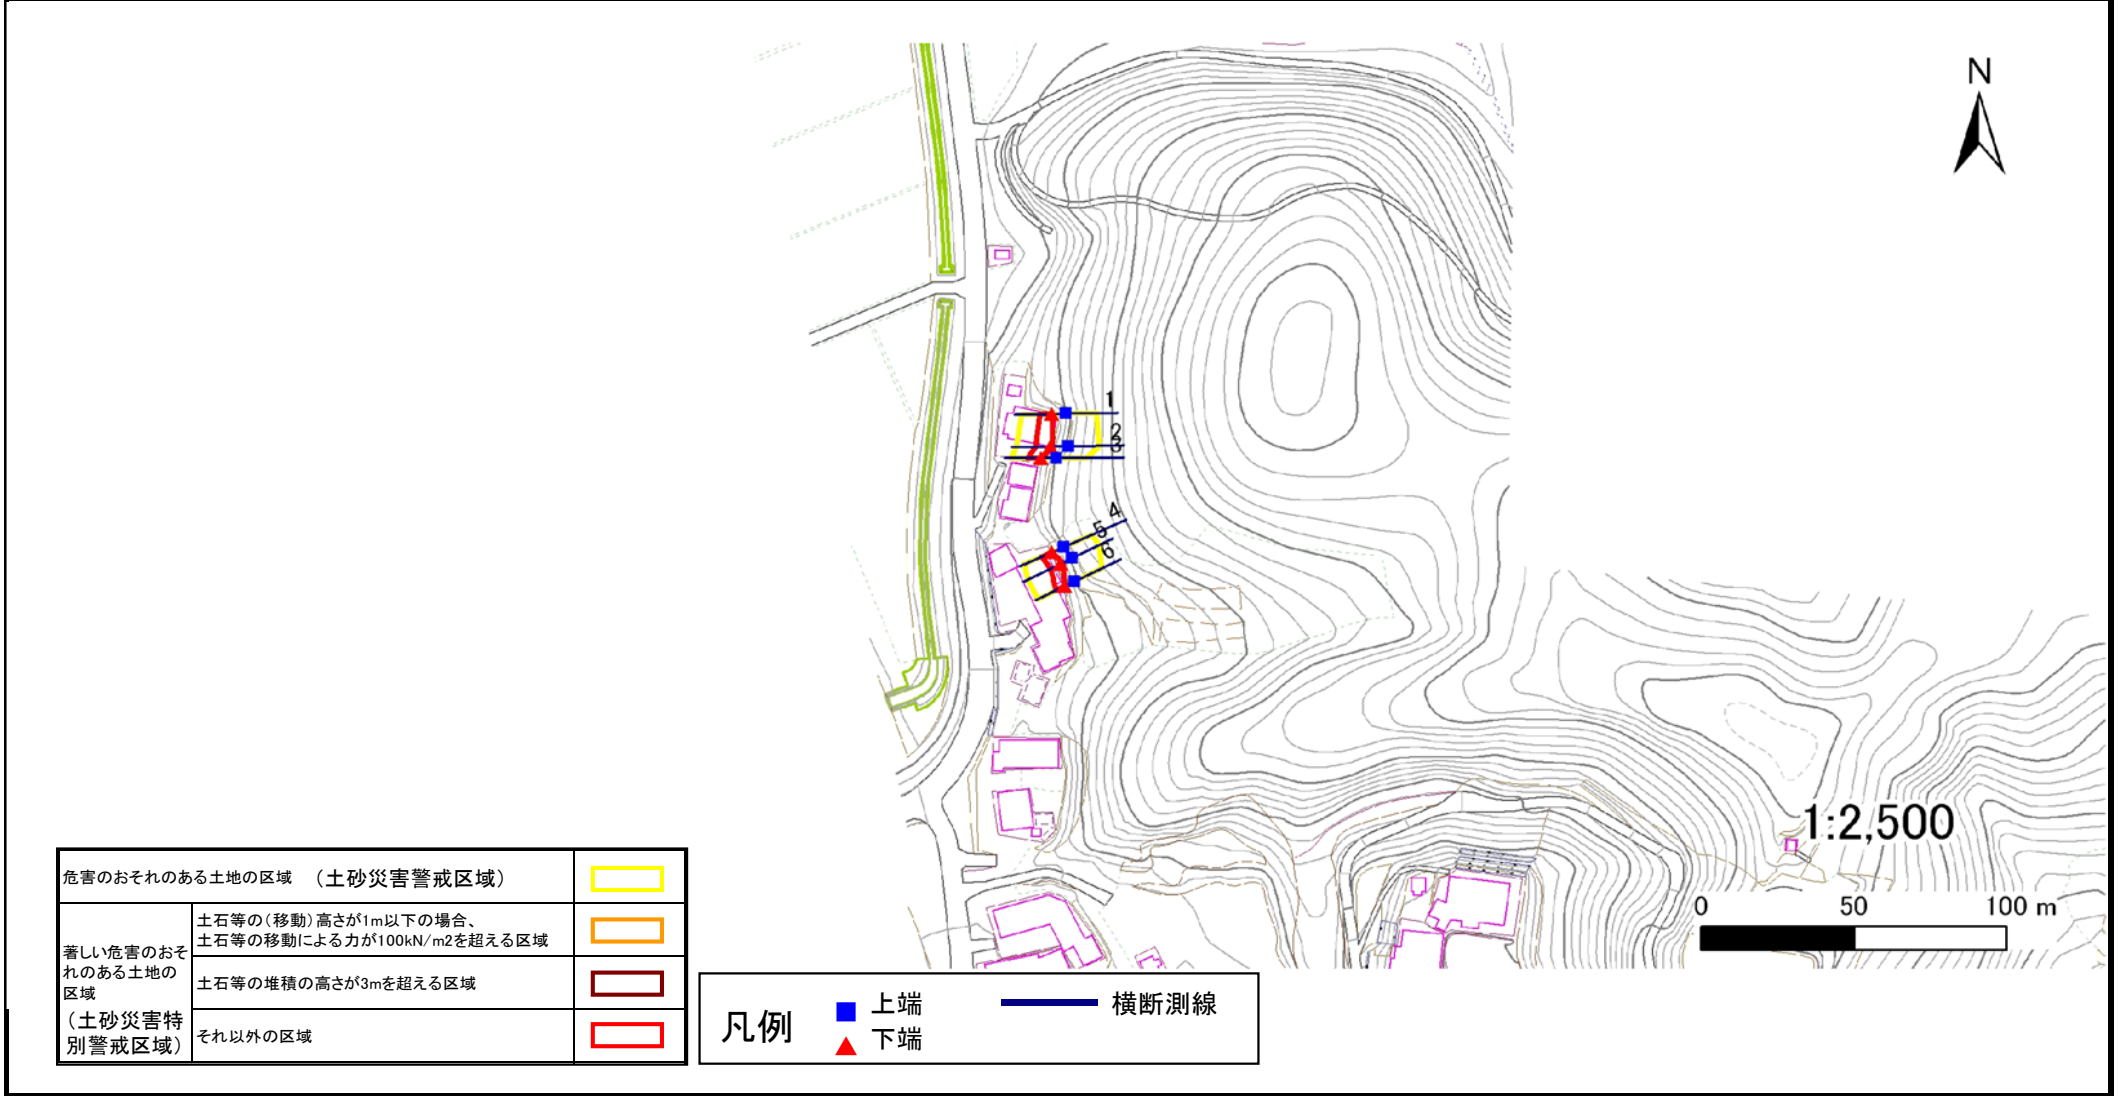 N
1
2
3
4
5
6
1:2,500
0 50 100 m
危害のおそれのある土地の区域 （土砂災害警戒区域）
著しい危害のおそ
れのある土地の
区域
（土砂災害特
別警戒区域）
土石等の（移動）高さが1m以下の場合、
土石等の移動による力が100kN/m2を超える区域
土石等の堆積の高さが3mを超える区域
それ以外の区域
凡例
上端
下端
横断測線